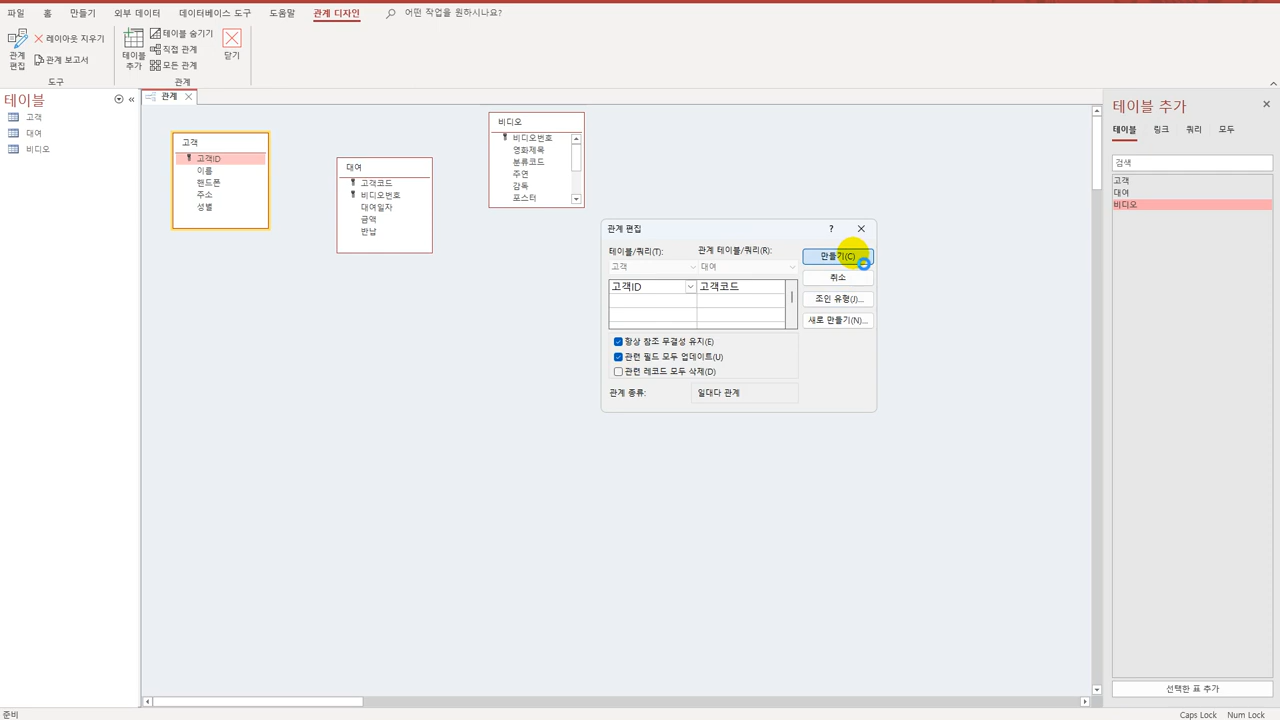 파일 홈 만들기 외부 데이터 데이터베이스 도구 도움말 관계 디자인 어떤 작업을 원하시나요?
관계 편집
레이아웃 지우기
관계 보고서
도구
테이블 추가
테이블 숨기기
직접 관계
모든 관계
닫기
관계
테이블
고객
대여
비디오
관계
고객
고객ID
이름
핸드폰
주소
성별
대여
고객코드
비디오번호
대여일자
금액
반납
비디오
비디오번호
영화제목
분류코드
주연
감독
포스터
관계 편집 ?
테이블/쿼리(T): 관계 테이블/쿼리(R):
고객 대여
고객ID 고객코드
만들기(C)
취소
조인 유형(J)...
새로 만들기(N)...
항상 참조 무결성 유지(E)
관련 필드 모두 업데이트(U)
관련 레코드 모두 삭제(D)
관계 종류: 일대다 관계
테이블 추가
테이블 링크 쿼리 모두
검색
고객
대여
비디오
선택한 표 추가
준비
Caps Lock Num Lock